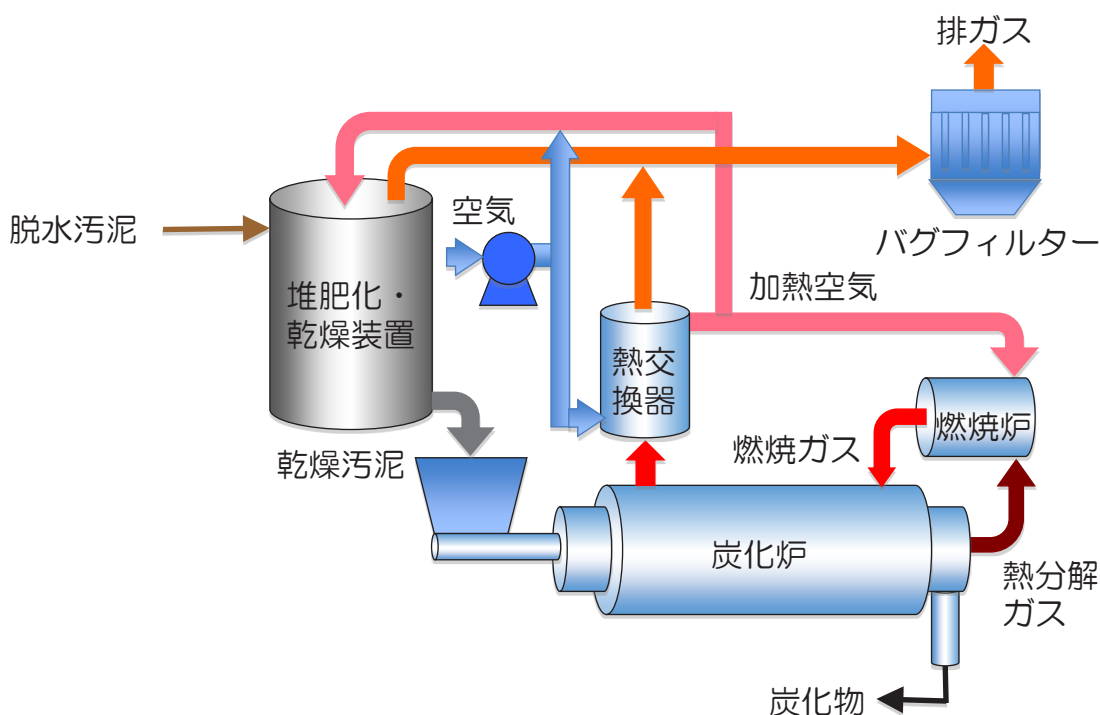 排ガス
空気
脱水汚泥
バグフィルター
堆肥化・
乾燥装置
加熱空気
熱交
換器
燃焼炉
燃焼ガス
乾燥汚泥
炭化炉
熱分解
ガス
炭化物